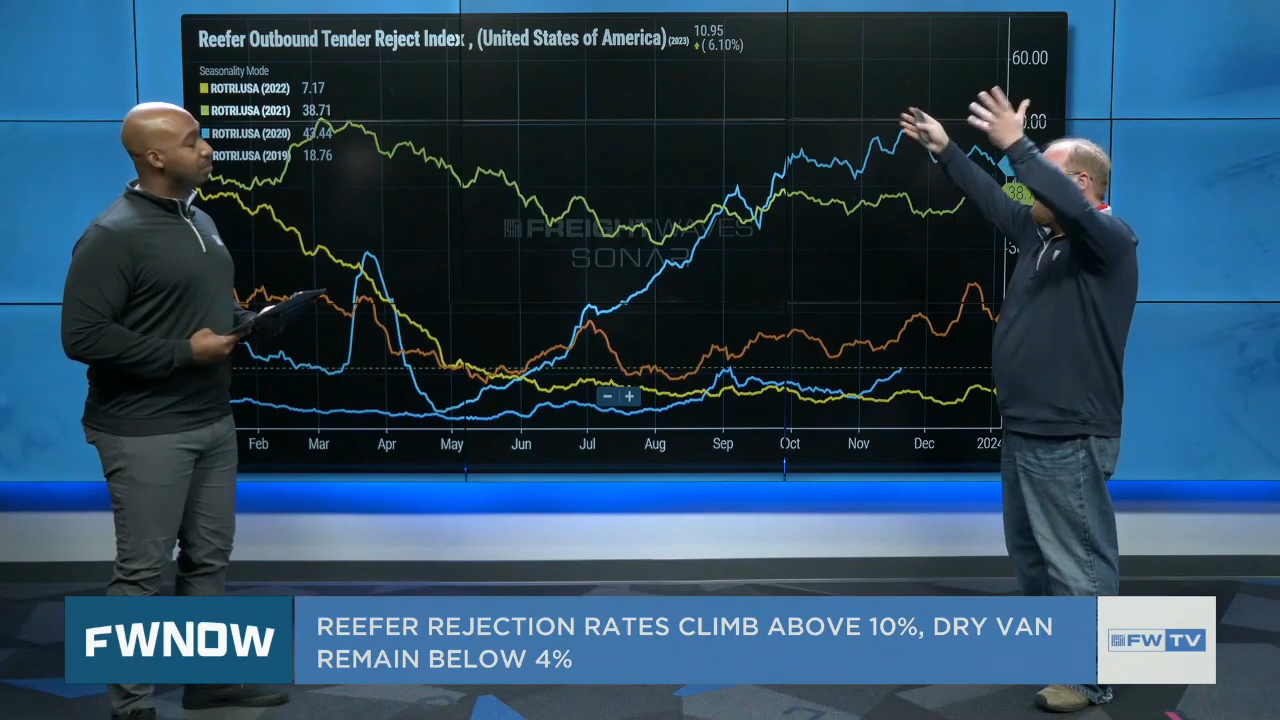 Reefer Outbound Tender Reject Index , (United States of America) (2023) 10.95
(6.10%)
Seasonality Mode
ROTRI.USA (2022) 7.17
ROTRI.USA (2021) 38.71
ROTRI.USA (2020) 43.44
ROTRI.USA (2019) 18.76
60.00
FREIGHTWAVES
SONAR
− +
Feb Mar Apr May Jun Jul Aug Sep Oct Nov Dec 2024
FWNOW
REEFER REJECTION RATES CLIMB ABOVE 10%, DRY VAN
REMAIN BELOW 4%
FWTV